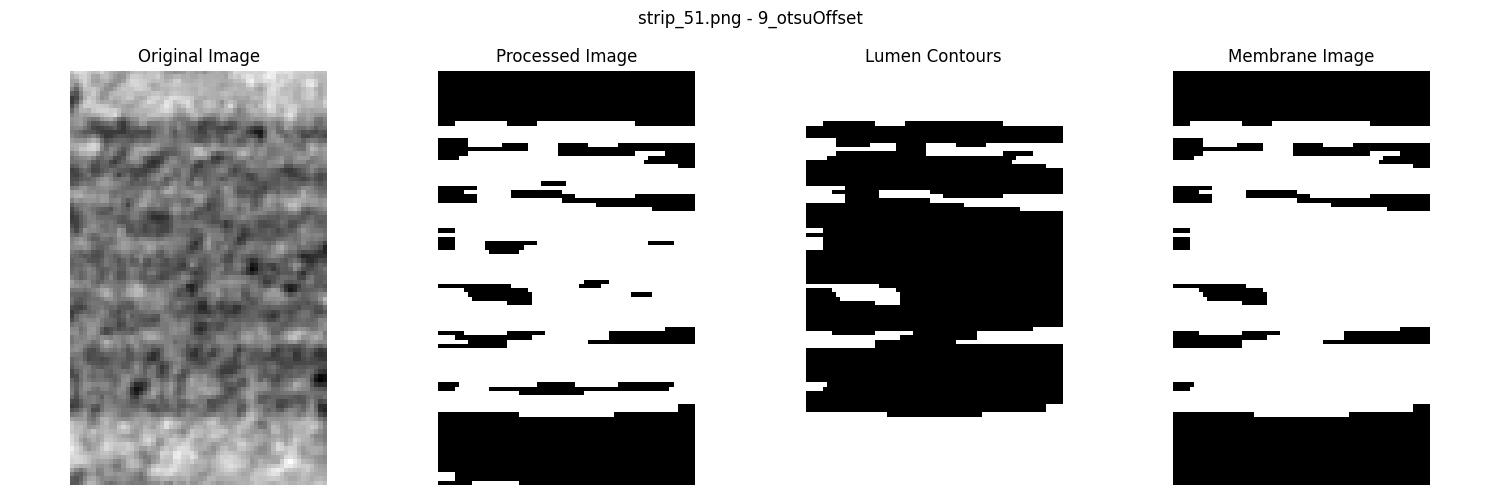 strip_51.png - 9_otsuOffset
Original Image
Processed Image
Lumen Contours
Membrane Image